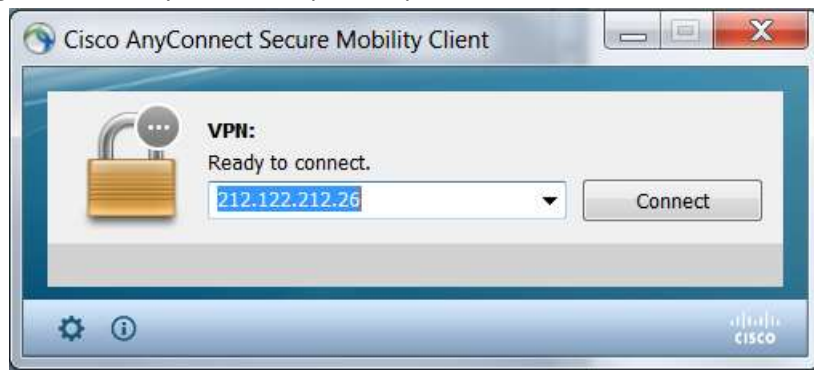 Cisco AnyConnect Secure Mobility Client
VPN:
Ready to connect.
212.122.212.26
Connect
CISCO